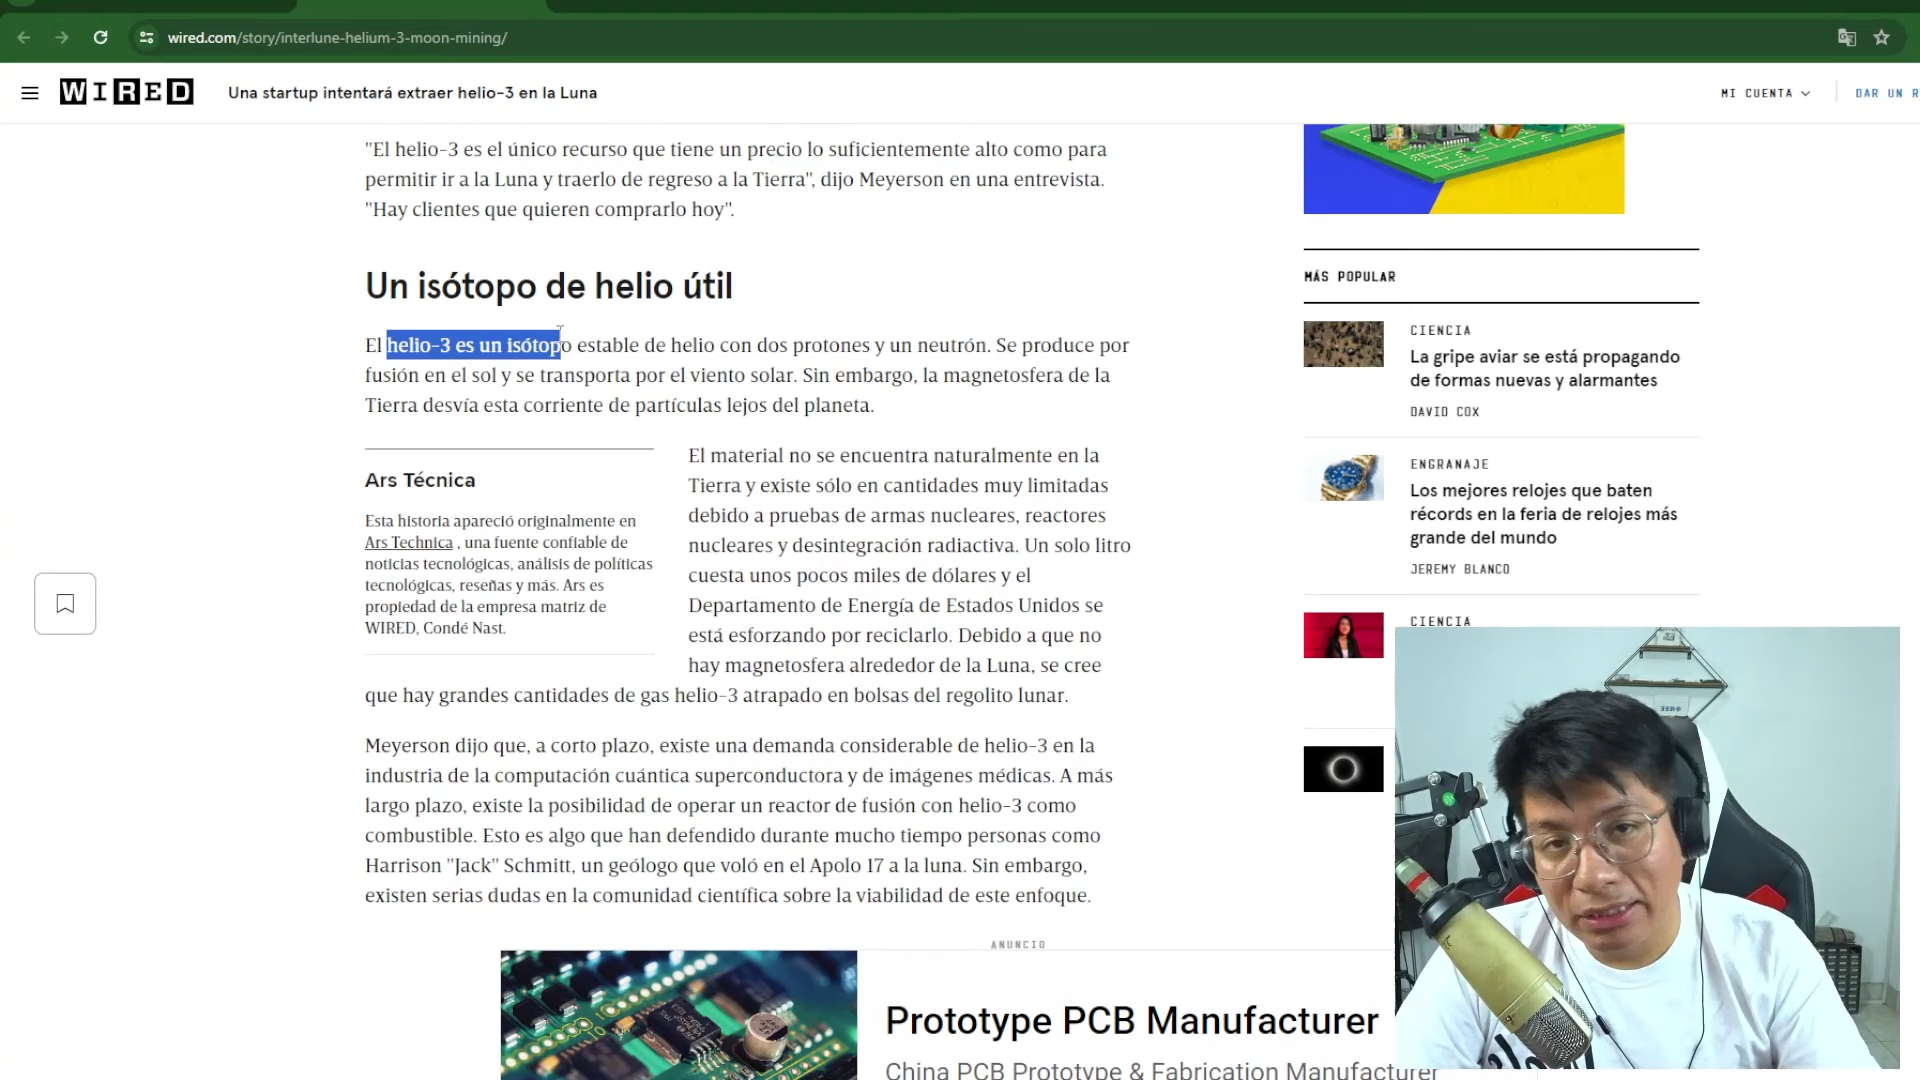 wired.com/story/interlune-helium-3-moon-mining/
WIRED
Una startup intentará extraer helio-3 en la Luna
MI CUENTA
DAR UN R
"El helio-3 es el único recurso que tiene un precio lo suficientemente alto como para
permitir ir a la Luna y traerlo de regreso a la Tierra", dijo Meyerson en una entrevista.
"Hay clientes que quieren comprarlo hoy".
Un isótopo de helio útil
El helio-3 es un isótopo estable de helio con dos protones y un neutrón. Se produce por
fusión en el sol y se transporta por el viento solar. Sin embargo, la magnetosfera de la
Tierra desvía esta corriente de partículas lejos del planeta.
Ars Técnica
Esta historia apareció originalmente en
Ars Technica , una fuente confiable de
noticias tecnológicas, análisis de políticas
tecnológicas, reseñas y más. Ars es
propiedad de la empresa matriz de
WIRED, Condé Nast.
El material no se encuentra naturalmente en la
Tierra y existe sólo en cantidades muy limitadas
debido a pruebas de armas nucleares, reactores
nucleares y desintegración radiactiva. Un solo litro
cuesta unos pocos miles de dólares y el
Departamento de Energía de Estados Unidos se
está esforzando por reciclarlo. Debido a que no
hay magnetosfera alrededor de la Luna, se cree
que hay grandes cantidades de gas helio-3 atrapado en bolsas del regolito lunar.
Meyerson dijo que, a corto plazo, existe una demanda considerable de helio-3 en la
industria de la computación cuántica superconductora y de imágenes médicas. A más
largo plazo, existe la posibilidad de operar un reactor de fusión con helio-3 como
combustible. Esto es algo que han defendido durante mucho tiempo personas como
Harrison "Jack" Schmitt, un geólogo que voló en el Apolo 17 a la luna. Sin embargo,
existen serias dudas en la comunidad científica sobre la viabilidad de este enfoque.
ANUNCIO
Prototype PCB Manufacturer
China PCB Prototype & Fabrication Manufacturer
MÁS POPULAR
CIENCIA
La gripe aviar se está propagando
de formas nuevas y alarmantes
DAVID COX
ENGRANAJE
Los mejores relojes que baten
récords en la feria de relojes más
grande del mundo
JEREMY BLANCO
CIENCIA